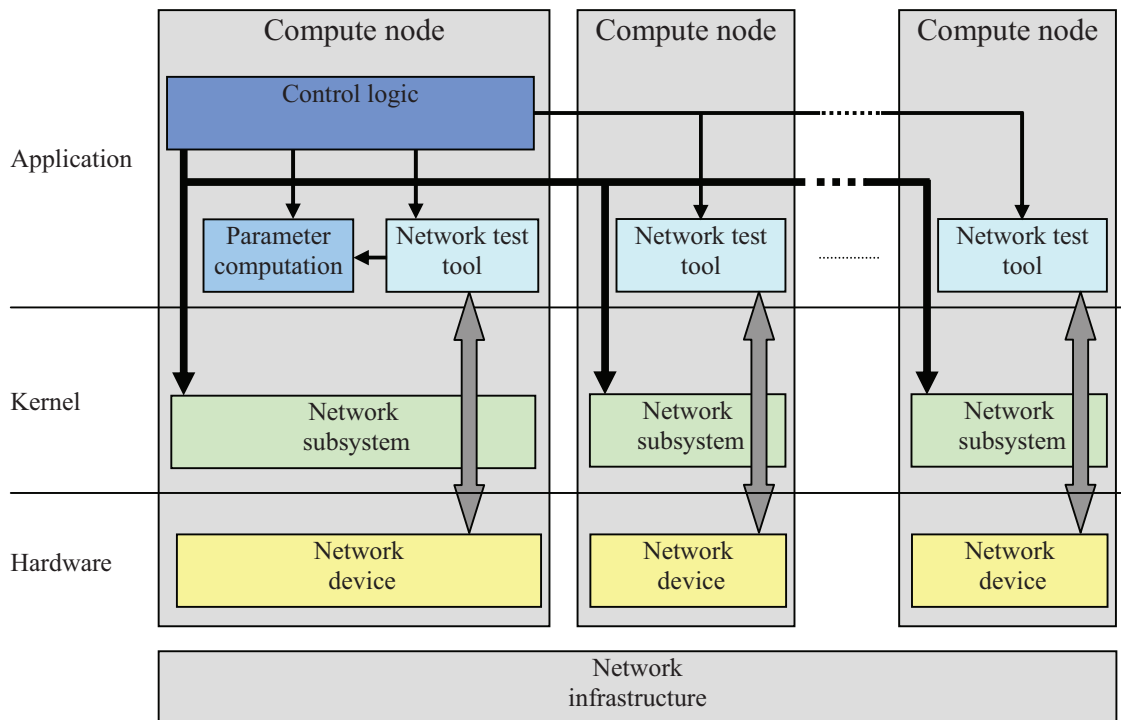 Compute node
Compute node
Compute node
Control logic
Application
Parameter
computation
Network test
tool
Network test
tool
Network test
tool
Kernel
Network
subsystem
Network
subsystem
Network
subsystem
Hardware
Network
device
Network
device
Network
device
Network
infrastructure